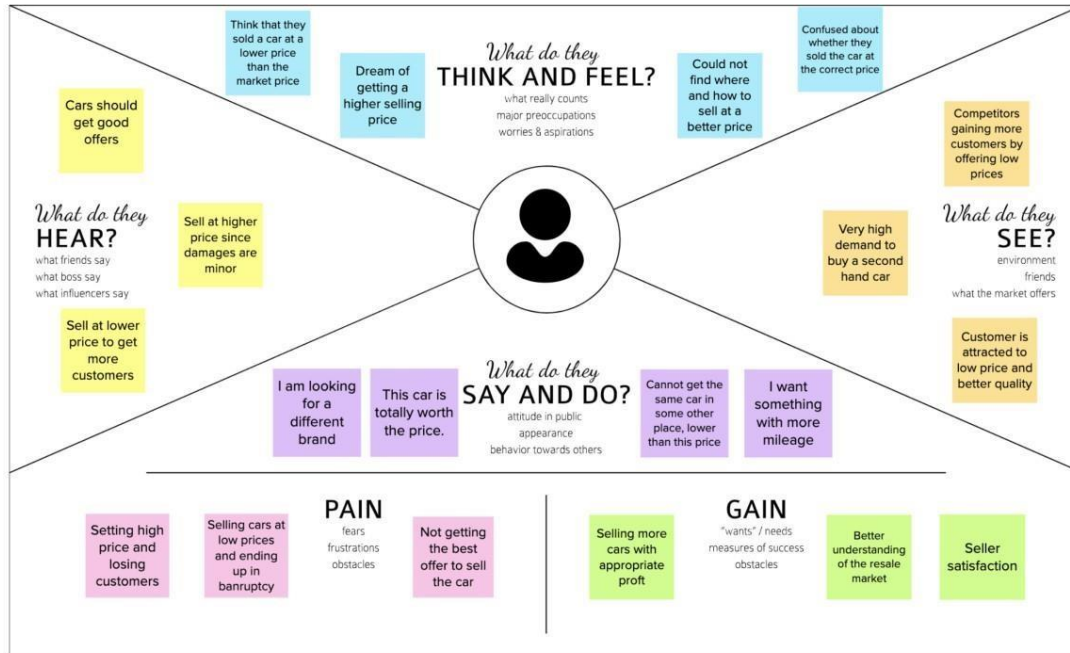 What do they
THINK AND FEEL?
what really counts
major preoccupations
worries & aspirations
Think that they
sold a car at a
lower price
than the
market price
Dream of
getting a
higher selling
price
Could not
find where
and how to
sell at a
better price
Confused about
whether they
sold the car at
the correct price
What do they
HEAR?
what friends say
what boss say
what influencers say
Cars should
get good
offers
Sell at higher
price since
damages are
minor
Sell at lower
price to get
more
customers
What do they
SEE?
environment
friends
what the market offers
Competitors
gaining more
customers by
offering low
prices
Very high
demand to
buy a second
hand car
Customer is
attracted to
low price and
better quality
What do they
SAY AND DO?
attitude in public
appearance
behavior towards others
I am looking
for a
different
brand
This car is
totally worth
the price.
Cannot get the
same car in
some other
place, lower
than this price
I want
something
with more
mileage
PAIN
fears
frustrations
obstacles
Setting high
price and
losing
customers
Selling cars at
low prices
and ending
up in
banruptcy
Not getting
the best
offer to sell
the car
GAIN
"wants" / needs
measures of success
obstacles
Selling more
cars with
appropriate
proft
Better
understanding
of the resale
market
Seller
satisfaction